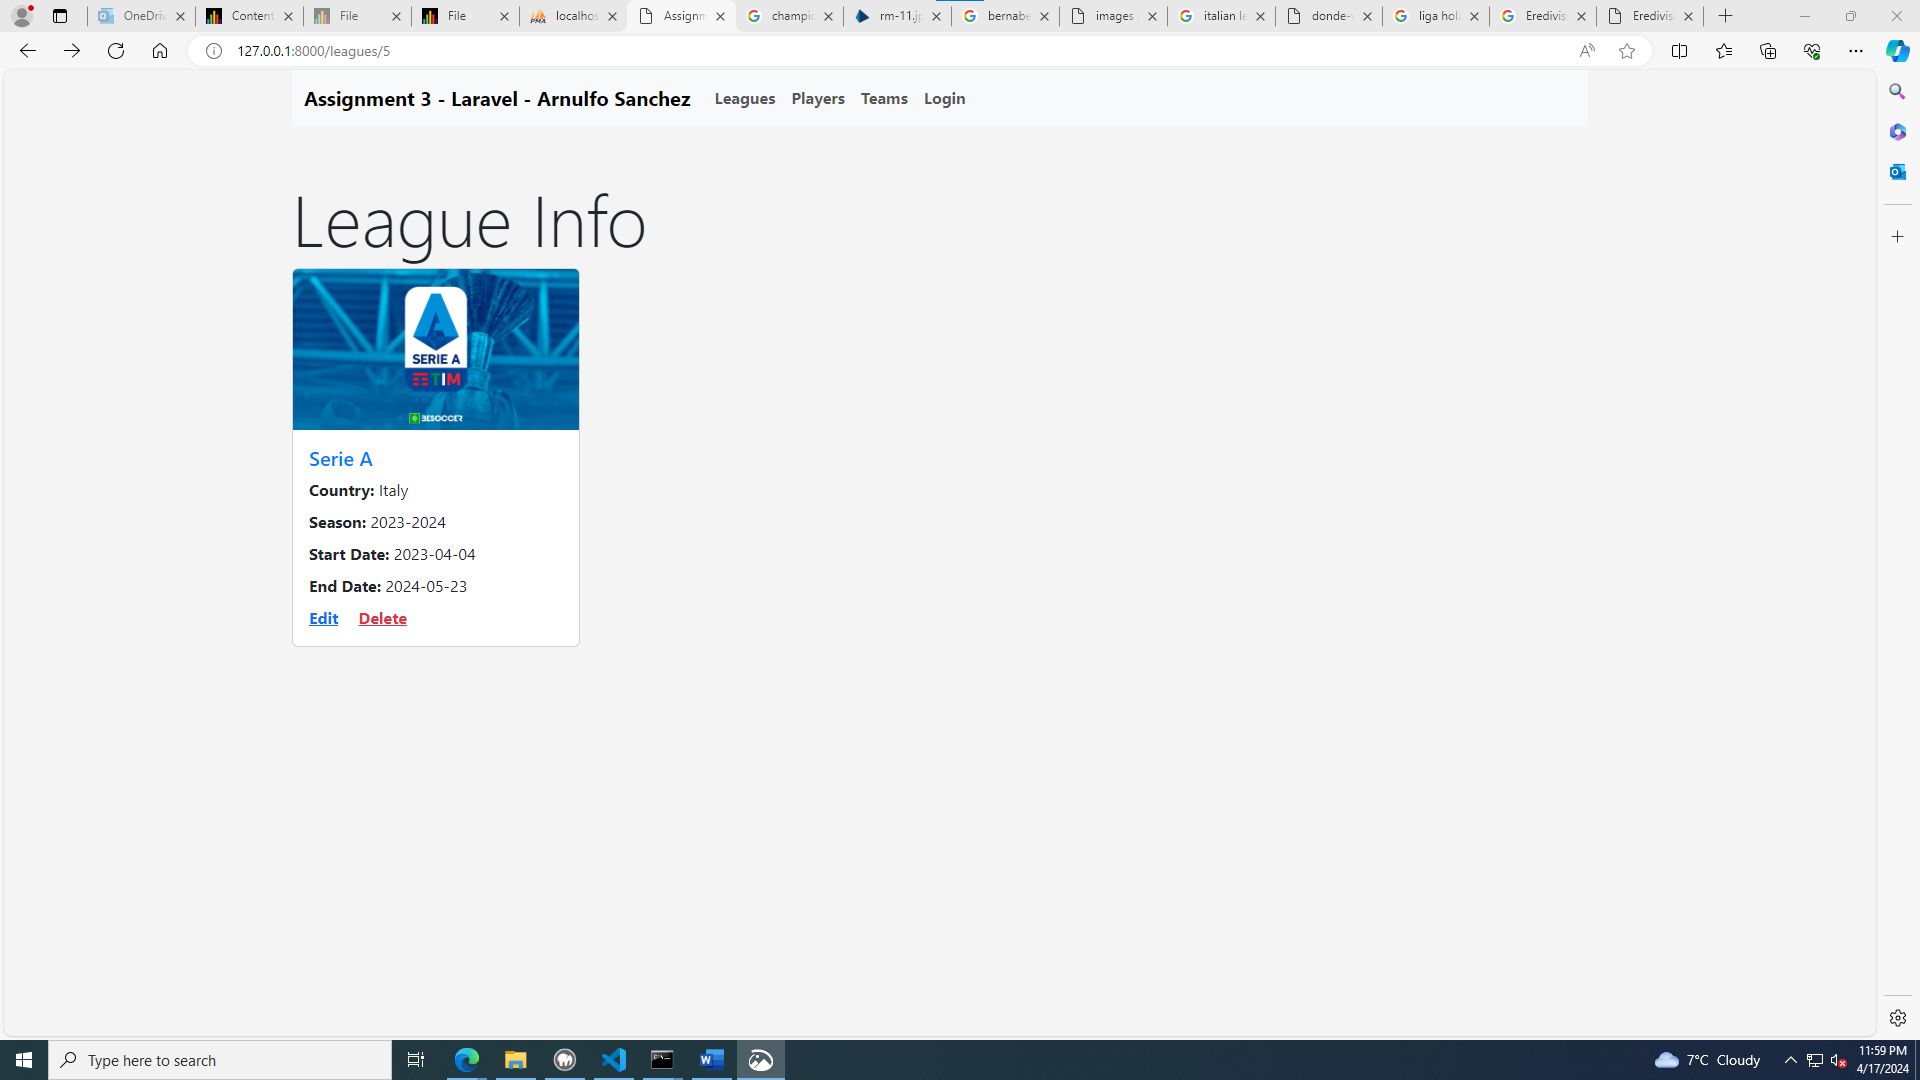 OneDriv
Content
File
File
localhos
Assignm
champio
rm-11.jp
bernabe
images
italian le
donde-
liga hol
Eredivis
Eredivis
127.0.0.1:8000/leagues/5
Assignment 3 - Laravel - Arnulfo Sanchez Leagues Players Teams Login
League Info
SERIE A
TIM
BESOCCER
Serie A
Country: Italy
Season: 2023-2024
Start Date: 2023-04-04
End Date: 2024-05-23
Edit Delete
Type here to search
7°C Cloudy
11:59 PM
4/17/2024